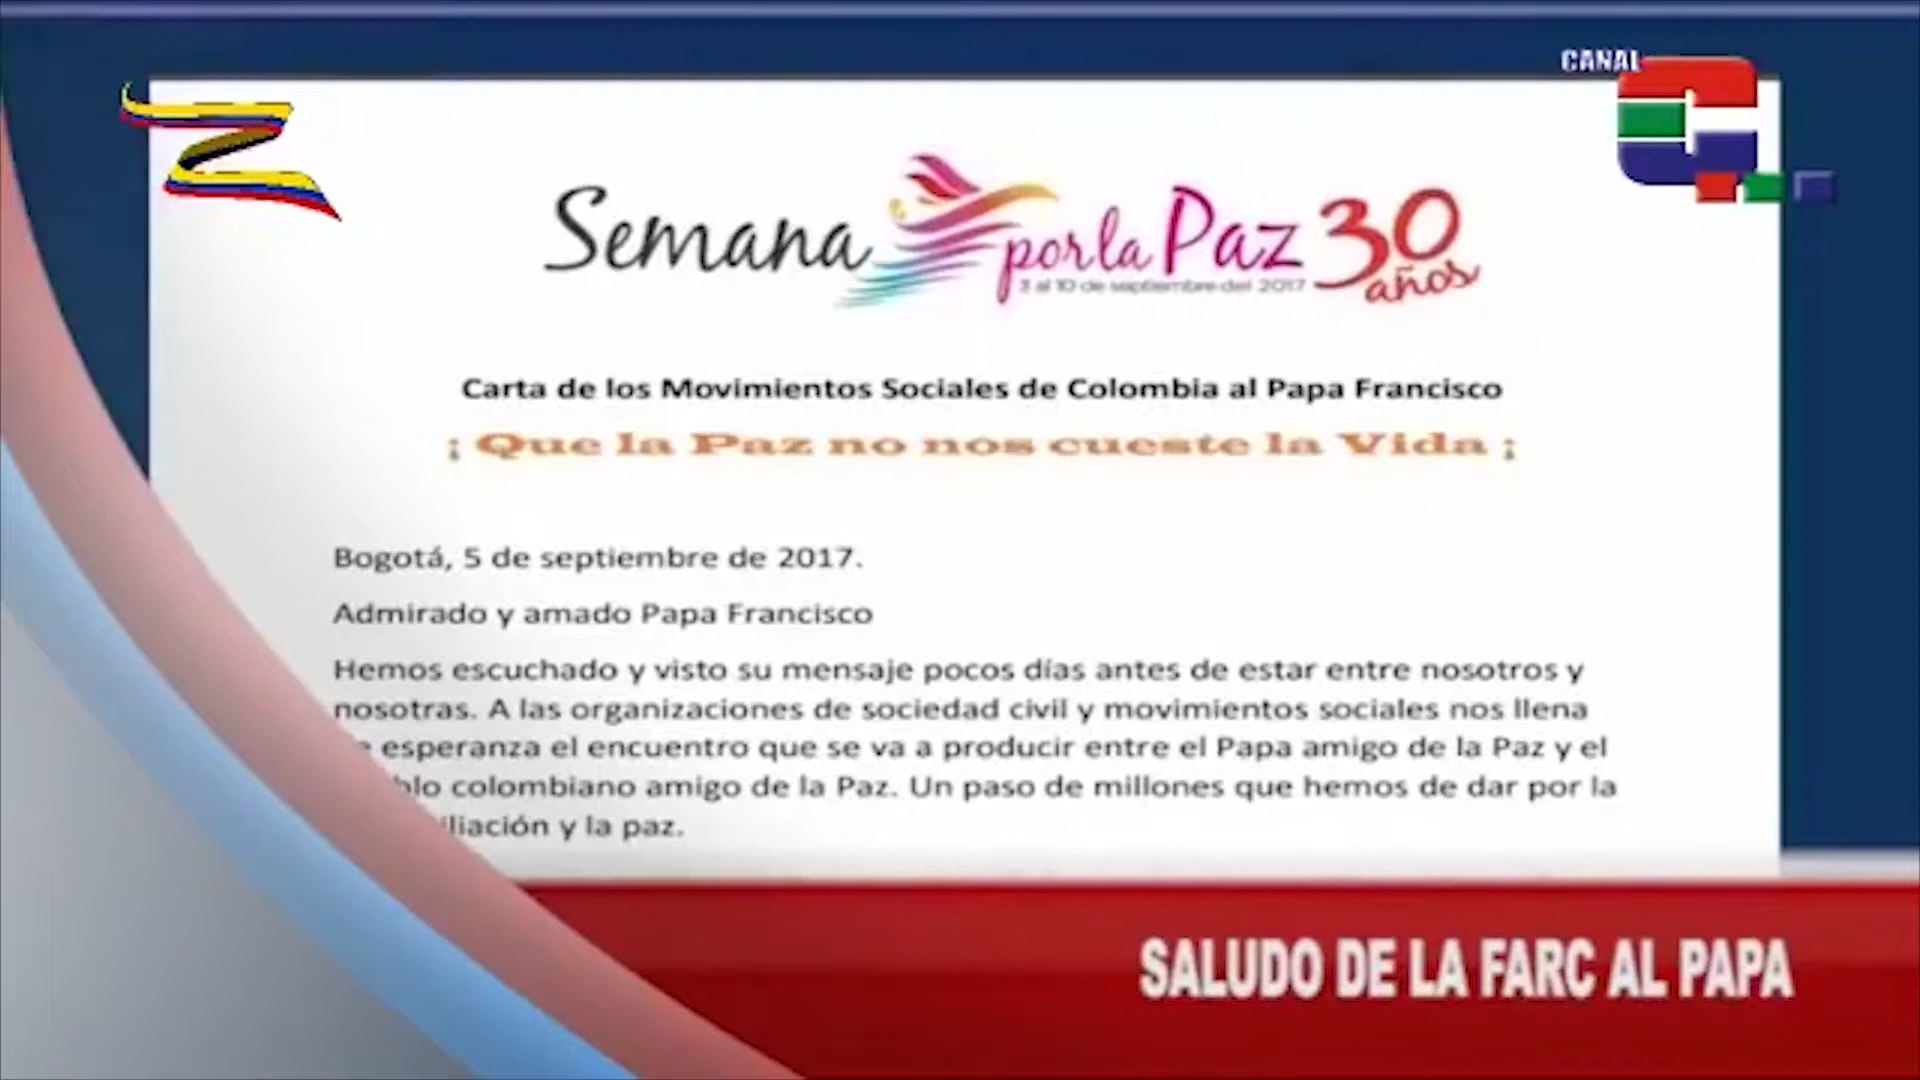 CANAL
C
Semana por la Paz 30 años
3 al 10 de septiembre del 2017
Carta de los Movimientos Sociales de Colombia al Papa Francisco
¡ Que la Paz no nos cueste la Vida ¡
Bogotá, 5 de septiembre de 2017.
Admirado y amado Papa Francisco
Hemos escuchado y visto su mensaje pocos días antes de estar entre nosotros y
nosotras. A las organizaciones de sociedad civil y movimientos sociales nos llena
esperanza el encuentro que se va a producir entre el Papa amigo de la Paz y el
colombiano amigo de la Paz. Un paso de millones que hemos de dar por la
y la paz.
SALUDO DE LA FARC AL PAPA